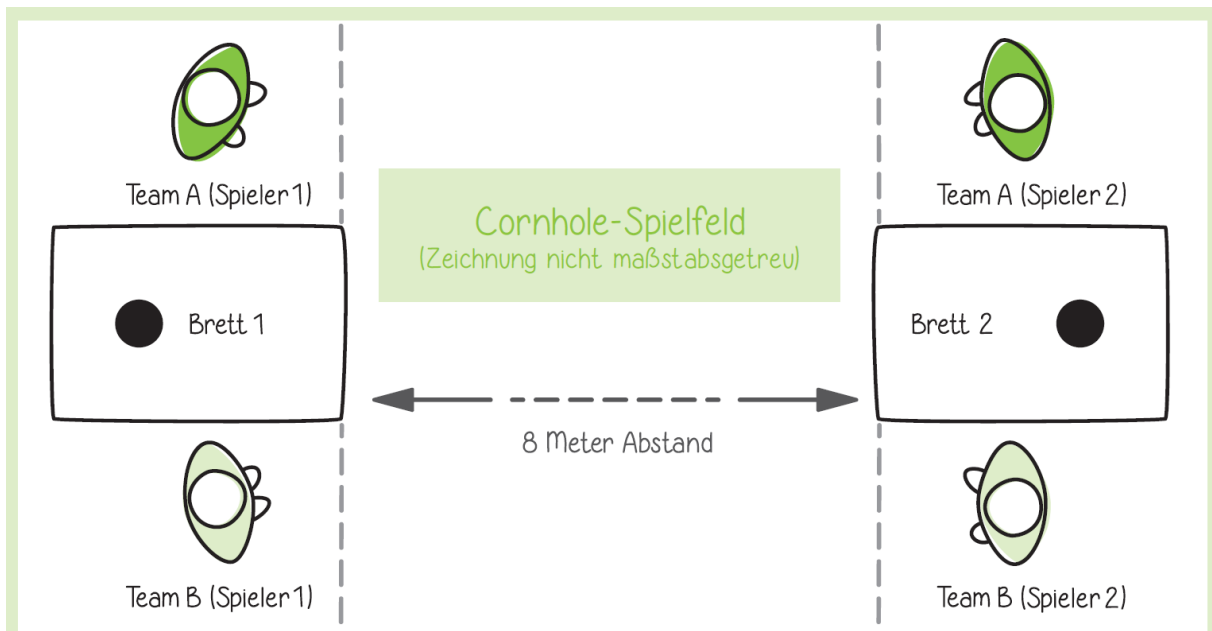 Team A (Spieler 1)
Team A (Spieler 2)
Cornhole-Spielfeld
(Zeichnung nicht maßstabsgetreu)
Brett 1
Brett 2
8 Meter Abstand
Team B (Spieler 1)
Team B (Spieler 2)